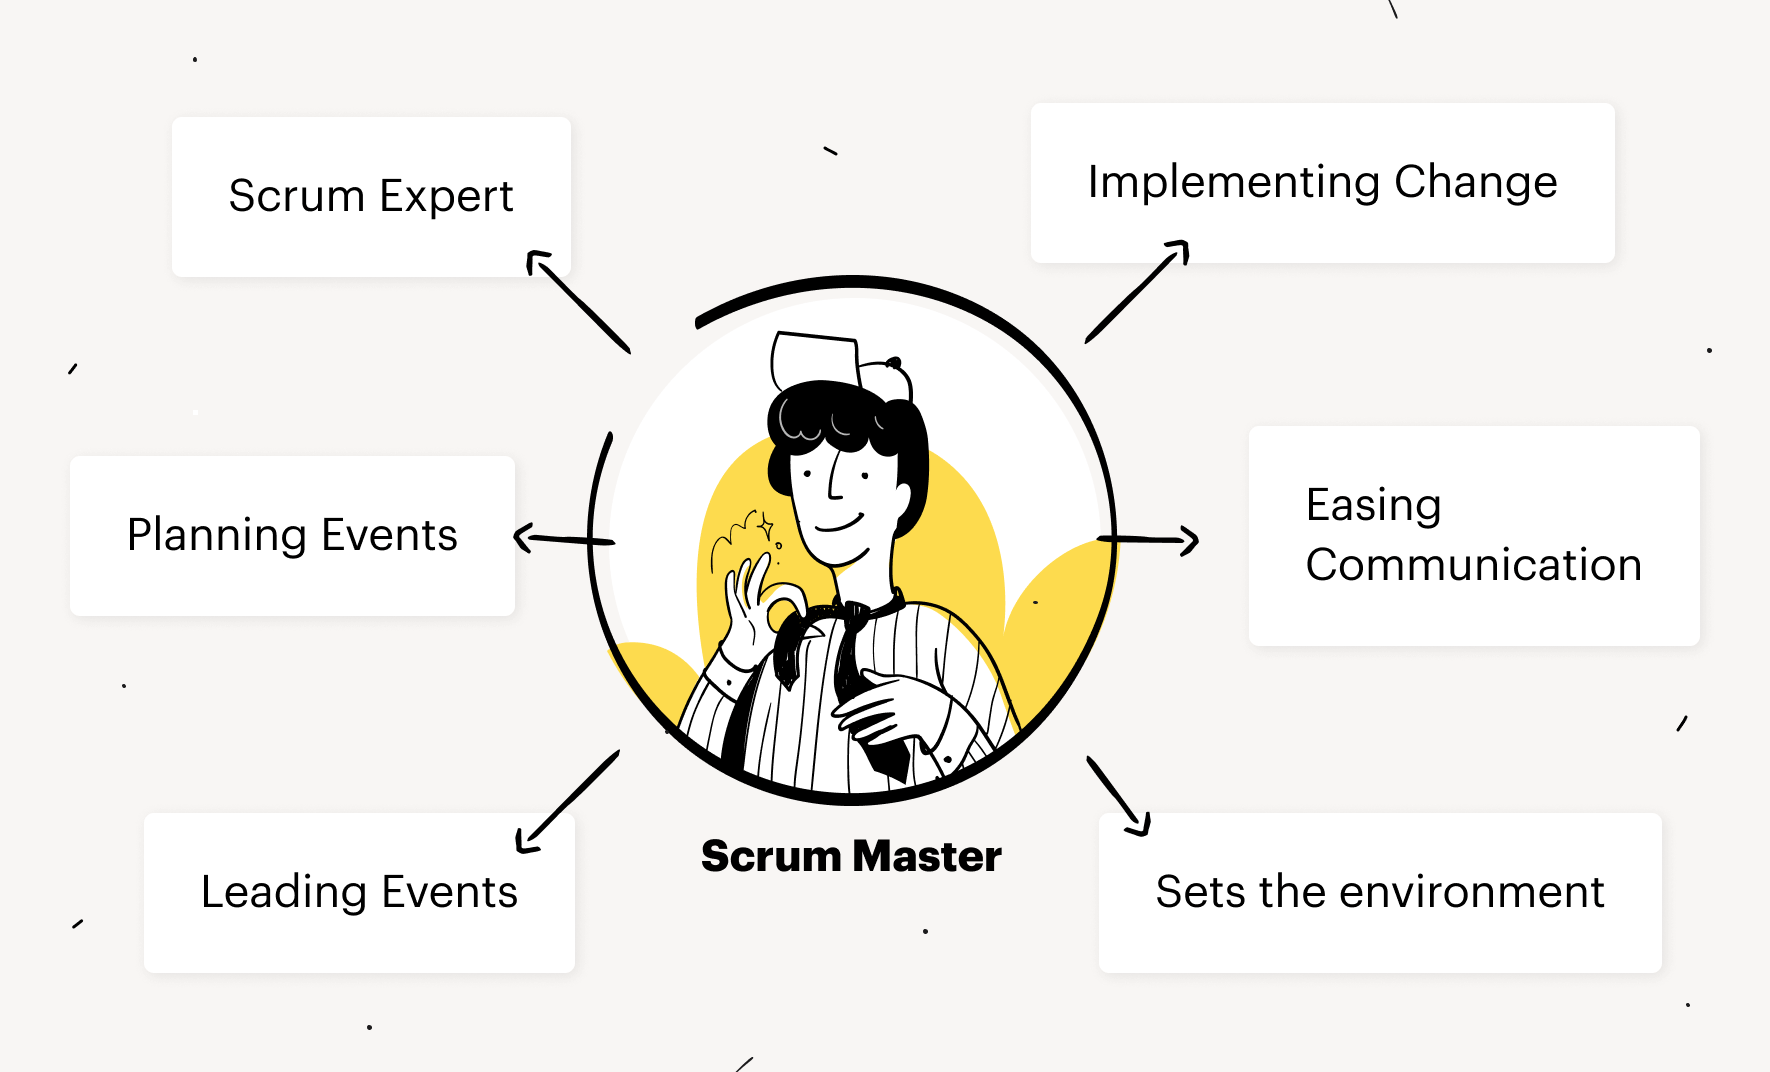 Scrum Expert
Implementing Change
Planning Events
Easing
Communication
Leading Events
Sets the environment
Scrum Master